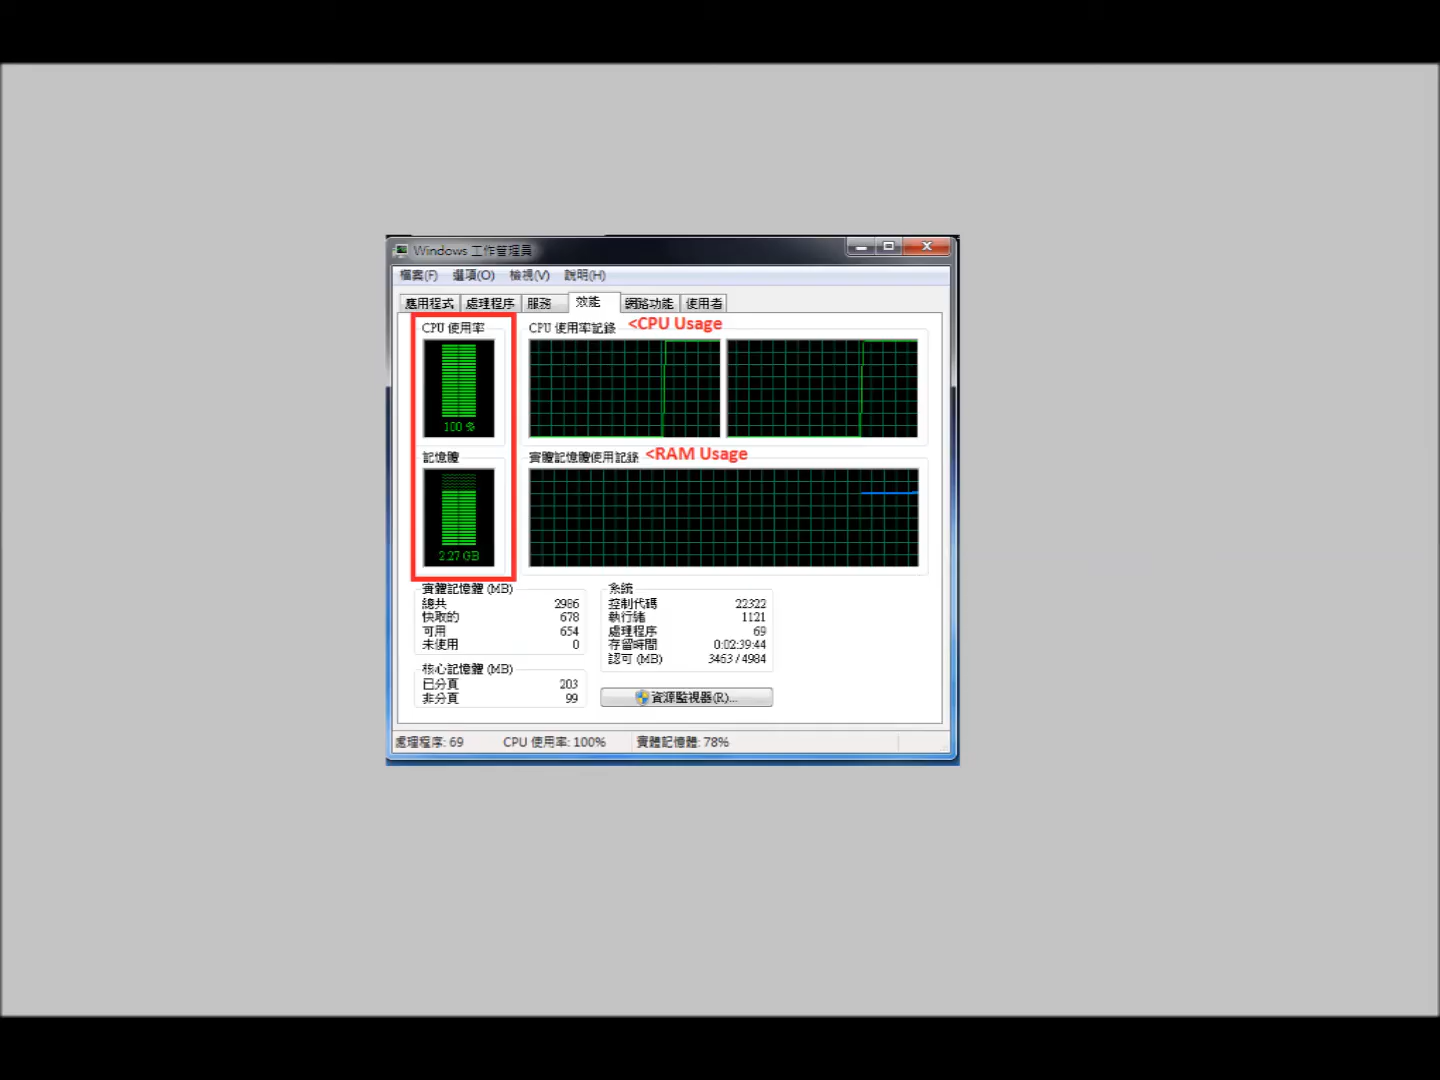 Windows 工作管理員
檔案(F) 選項(O) 檢視(V) 說明(H)
應用程式 處理程序 服務 效能 網路功能 使用者
CPU 使用率
CPU 使用率記錄 <CPU Usage
100 %
記憶體
實體記憶體使用記錄 <RAM Usage
2.27 GB
實體記憶體 (MB)
總共 2986
快取的 678
可用 654
未使用 0
系統
控制代碼 22322
執行緒 1121
處理程序 69
存留時間 0:02:39:44
認可 (MB) 3463 / 4984
核心記憶體 (MB)
已分頁 203
非分頁 99
資源監視器(R)...
處理程序: 69 CPU 使用率: 100% 實體記憶體: 78%